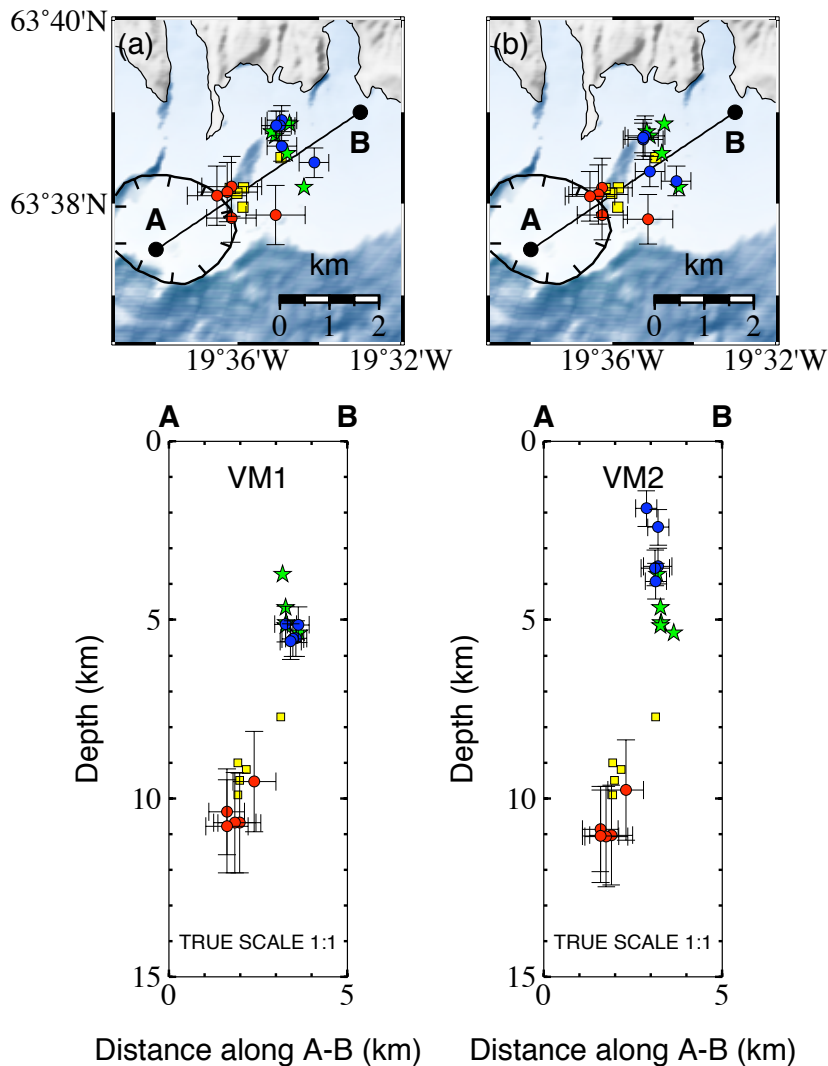 63°40'N
(a)
(b)
B
B
63°38'N
A
A
km
km
0 1 2
0 1 2
19°36'W 19°32'W
19°36'W 19°32'W
A B
A B
0
0
VM1
VM2
Depth (km)
Depth (km)
5
5
10
10
TRUE SCALE 1:1
TRUE SCALE 1:1
15
15
0 5
0 5
Distance along A-B (km)
Distance along A-B (km)